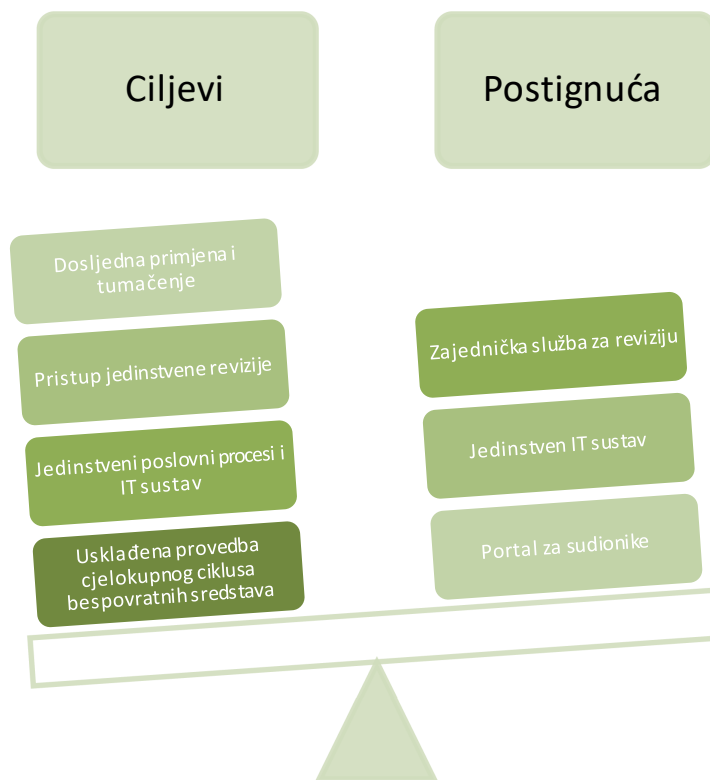 Ciljevi
Postignuća
Dosljedna primjena i
tumačenje
Pristup jedinstvene revizije
Jedinstveni poslovni procesi i
IT sustav
Usklađena provedba
cjelokupnog ciklusa
bespovratnih sredstava
Zajednička služba za reviziju
Jedinstven IT sustav
Portal za sudionike